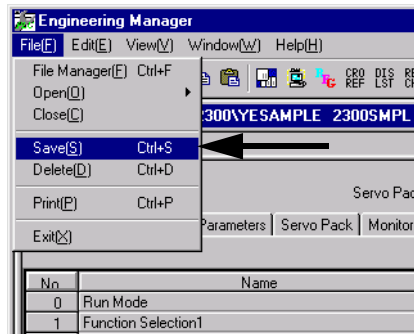 Engineering Manager
File(F) Edit(E) View(V) Window(W) Help(H)
File Manager(F) Ctrl+F
Open(O)
Close(C)
Save(S) Ctrl+S
Delete(D) Ctrl+D
Print(P) Ctrl+P
Exit(X)
CRO REF DIS LST
2300\YESAMPLE 2300SMPL
Servo Pac
Parameters Servo Pack Monitor
No Name
0 Run Mode
1 Function Selection1